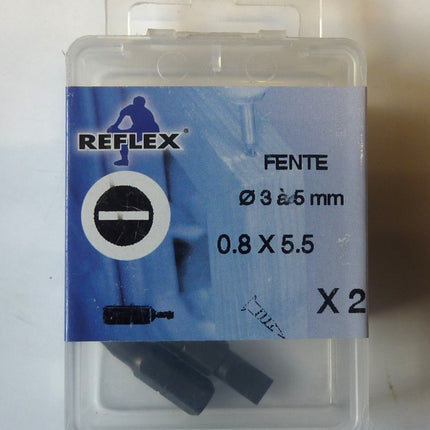 REFLEX®
FENTE
Ø 3 à 5 mm
0.8 X 5.5
X 2